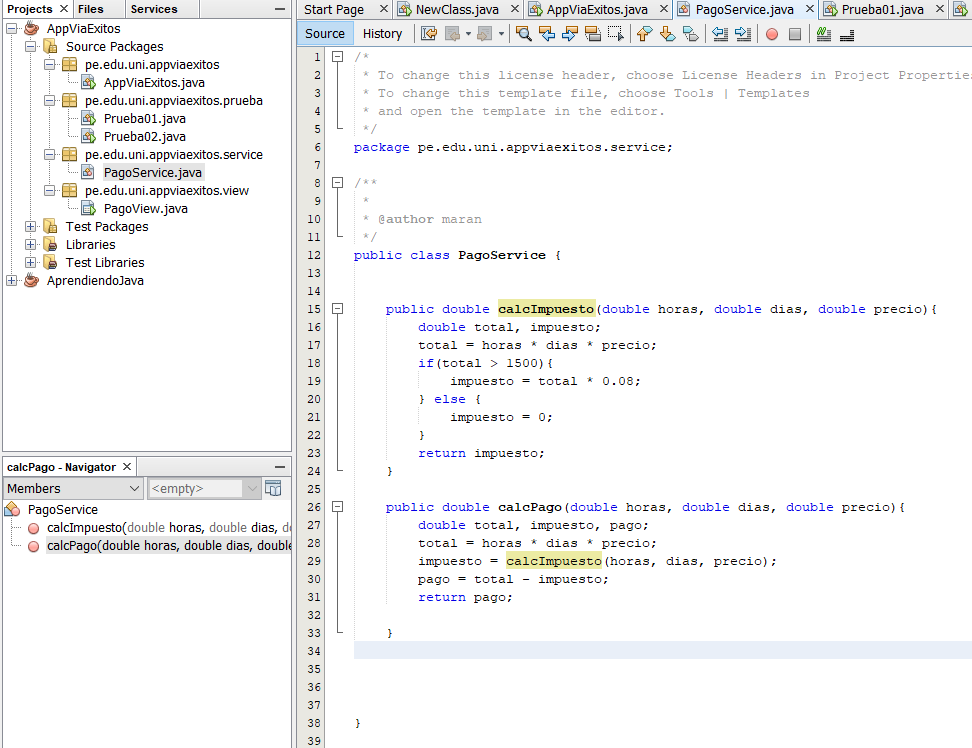 Projects Files Services
AppViaExitos
Source Packages
pe.edu.uni.appviaexitos
AppViaExitos.java
pe.edu.uni.appviaexitos.prueba
Prueba01.java
Prueba02.java
pe.edu.uni.appviaexitos.service
PagoService.java
pe.edu.uni.appviaexitos.view
PagoView.java
Test Packages
Libraries
Test Libraries
AprendiendoJava
calcPago - Navigator
Members <empty>
PagoService
calcImpuesto(double horas, double dias, d
calcPago(double horas, double dias, double
Start Page NewClass.java AppViaExitos.java PagoService.java Prueba01.java
Source History
1 /*
2 * To change this license header, choose License Headers in Project Properties
3 * To change this template file, choose Tools | Templates
4 * and open the template in the editor.
5 */
6 package pe.edu.uni.appviaexitos.service;
7
8 /**
9 *
10 * @author maran
11 */
12 public class PagoService {
13
14
15 public double calcImpuesto(double horas, double dias, double precio){
16 double total, impuesto;
17 total = horas * dias * precio;
18 if(total > 1500){
19 impuesto = total * 0.08;
20 } else {
21 impuesto = 0;
22 }
23 return impuesto;
24 }
25
26 public double calcPago(double horas, double dias, double precio){
27 double total, impuesto, pago;
28 total = horas * dias * precio;
29 impuesto = calcImpuesto(horas, dias, precio);
30 pago = total - impuesto;
31 return pago;
32
33 }
34
35
36
37
38 }
39